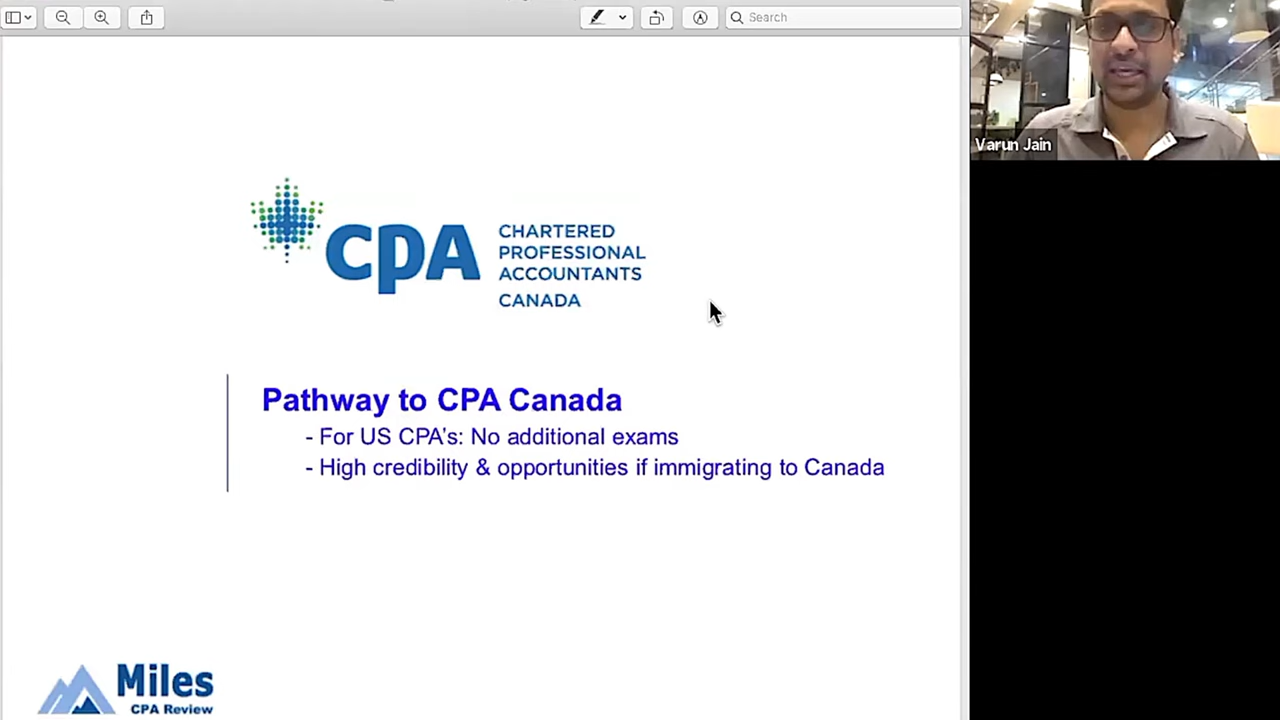 Search
Varun Jain
cpa
CHARTERED
PROFESSIONAL
ACCOUNTANTS
CANADA
Pathway to CPA Canada
- For US CPA's: No additional exams
- High credibility & opportunities if immigrating to Canada
Miles
CPA Review